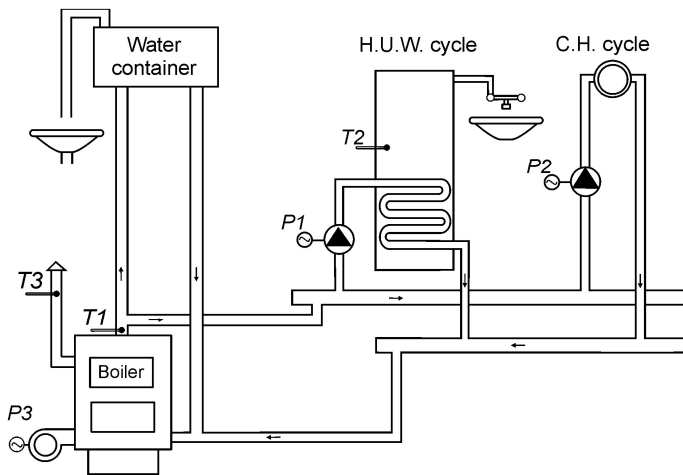 Water
container
H.U.W. cycle
C.H. cycle
T2
P2
P1
T3
T1
Boiler
P3